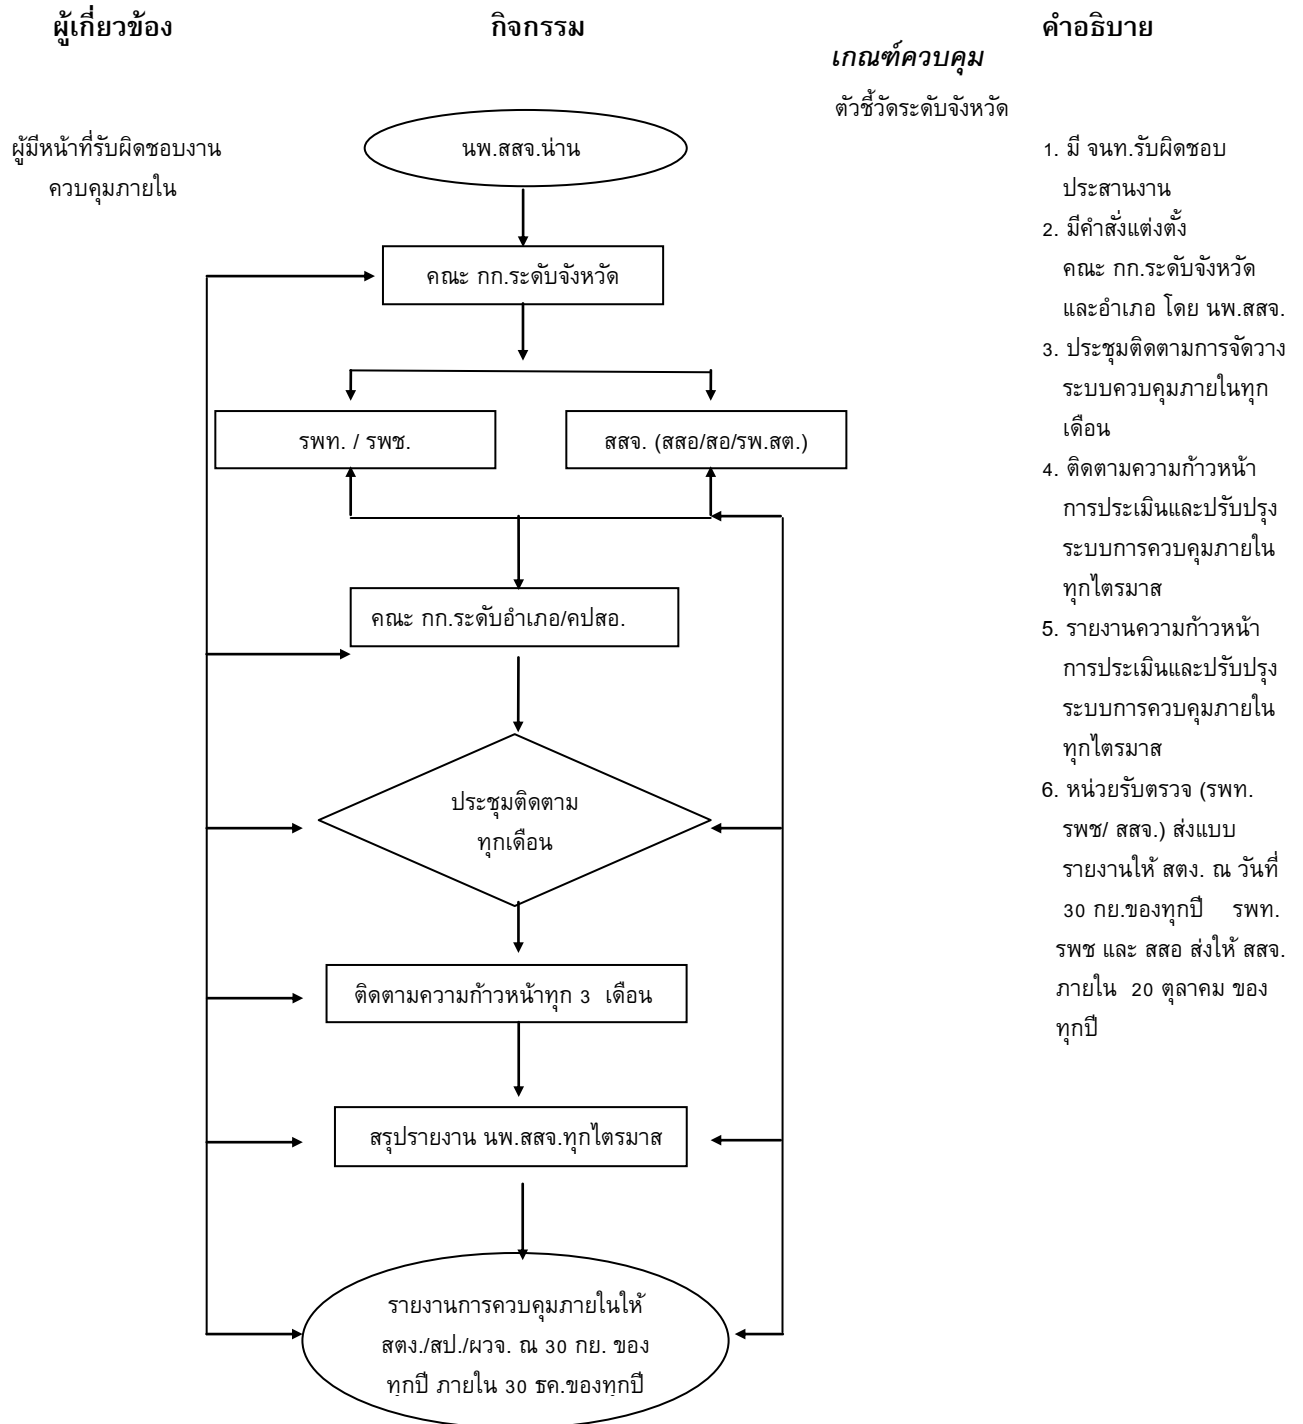 ผู้เกี่ยวข้อง
กิจกรรม
เกณฑ์ควบคุม
คำอธิบาย
ตัวชี้วัดระดับจังหวัด
ผู้มีหน้าที่รับผิดชอบงาน
ควบคุมภายใน
นพ.สสจ.น่าน
คณะ กก.ระดับจังหวัด
รพท. / รพช.
สสจ. (สสอ/สอ/รพ.สต.)
คณะ กก.ระดับอำเภอ/คปสอ.
ประชุมติดตาม
ทุกเดือน
ติดตามความก้าวหน้าทุก 3 เดือน
สรุปรายงาน นพ.สสจ.ทุกไตรมาส
รายงานการควบคุมภายในให้
สตง./สป./ผวจ. ณ 30 กย. ของ
ทุกปี ภายใน 30 ธค.ของทุกปี
1. มี จนท.รับผิดชอบ
ประสานงาน
2. มีคำสั่งแต่งตั้ง
คณะ กก.ระดับจังหวัด
และอำเภอ โดย นพ.สสจ.
3. ประชุมติดตามการจัดวาง
ระบบควบคุมภายในทุก
เดือน
4. ติดตามความก้าวหน้า
การประเมินและปรับปรุง
ระบบการควบคุมภายใน
ทุกไตรมาส
5. รายงานความก้าวหน้า
การประเมินและปรับปรุง
ระบบการควบคุมภายใน
ทุกไตรมาส
6. หน่วยรับตรวจ (รพท.
รพช/ สสจ.) ส่งแบบ
รายงานให้ สตง. ณ วันที่
30 กย.ของทุกปี รพท.
รพช และ สสอ ส่งให้ สสจ.
ภายใน 20 ตุลาคม ของ
ทุกปี